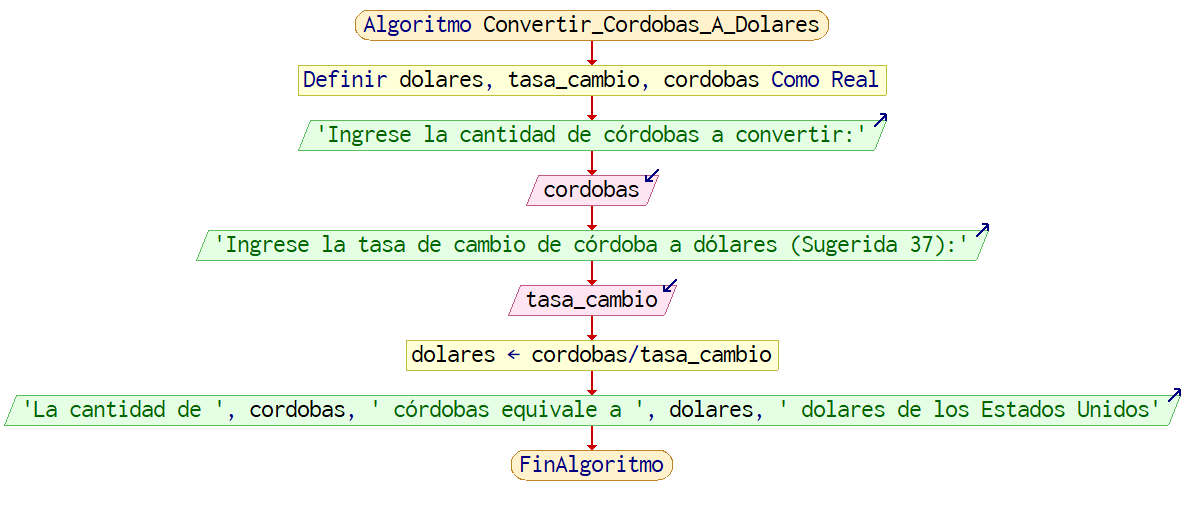 Algoritmo Convertir_Cordobas_A_Dolares
Definir dolares, tasa_cambio, cordobas Como Real
'Ingrese la cantidad de córdobas a convertir:'
cordobas
'Ingrese la tasa de cambio de córdoba a dólares (Sugerida 37):'
tasa_cambio
dolares ← cordobas/tasa_cambio
'La cantidad de ', cordobas, ' córdobas equivale a ', dolares, ' dolares de los Estados Unidos'
FinAlgoritmo